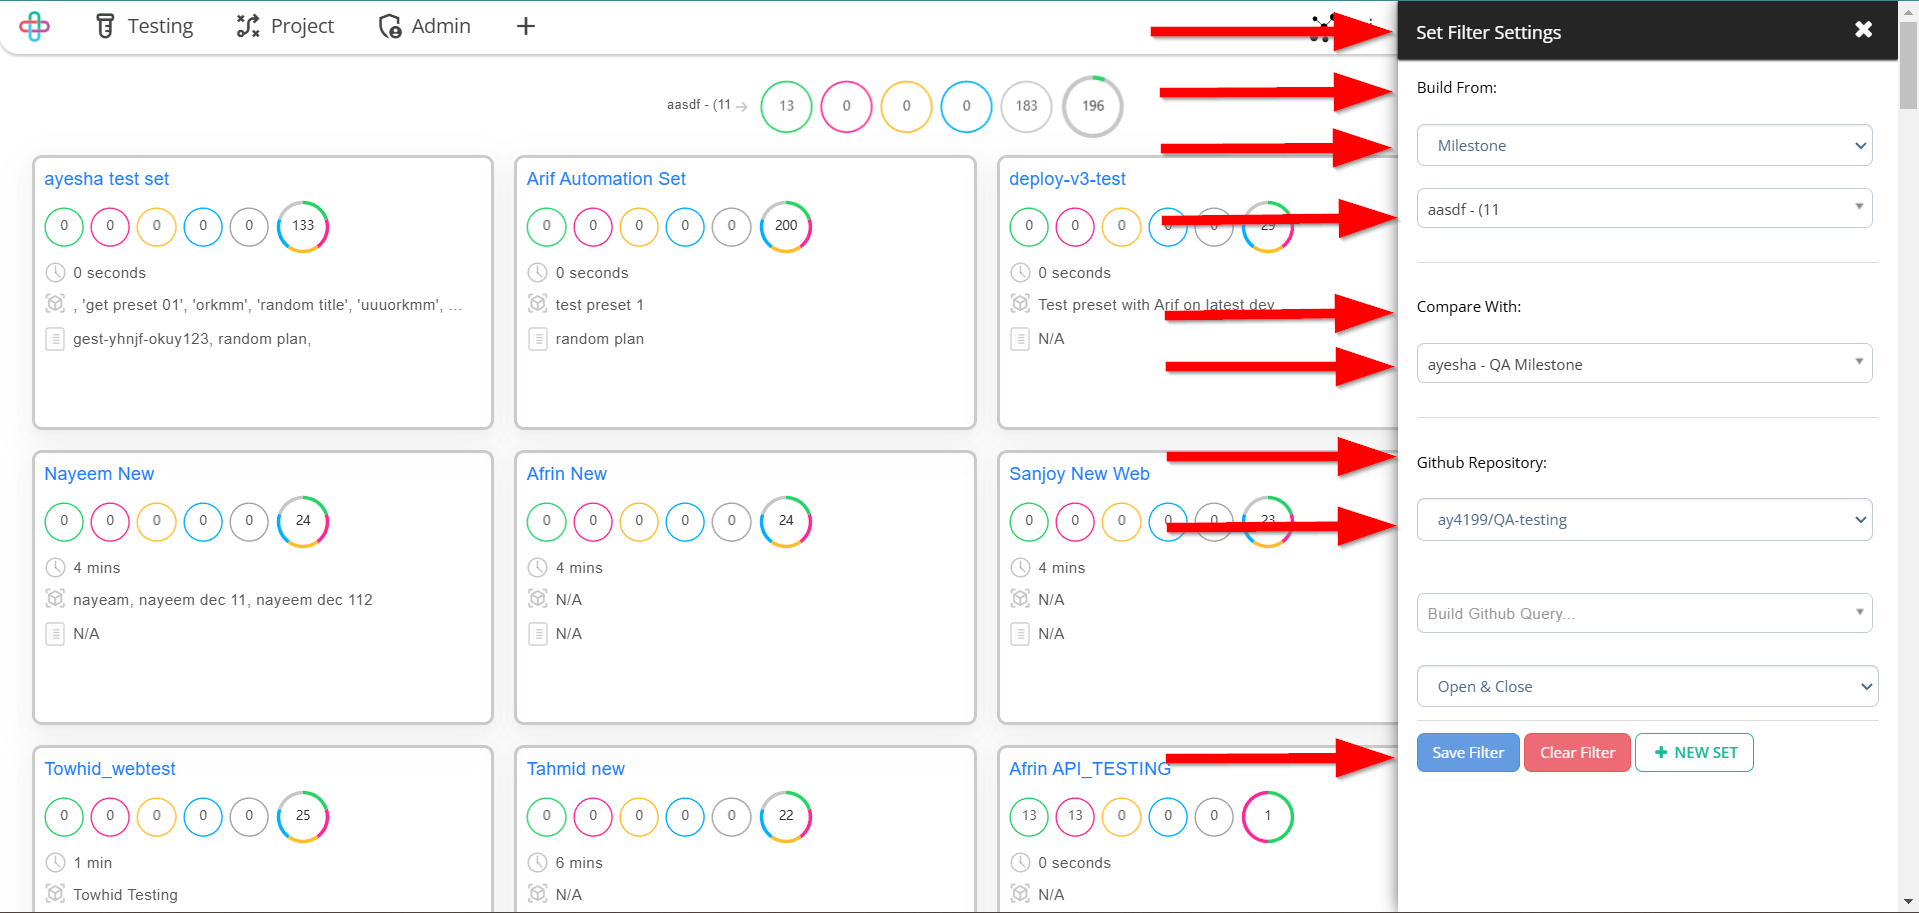 Testing
Project
Admin
+
Set Filter Settings
aasdf - (11
13
0
0
0
183
196
ayesha test set
0
0
0
0
0
133
0 seconds
, 'get preset 01', 'orkmm', 'random title', 'uuuorkmm', ...
gest-yhnjf-okuy123, random plan,
Arif Automation Set
0
0
0
0
0
200
0 seconds
test preset 1
random plan
deploy-v3-test
0
0
0
0
0
29
0 seconds
Test preset with Arif on latest dev
N/A
Nayeem New
0
0
0
0
0
24
4 mins
nayeam, nayeem dec 11, nayeem dec 112
N/A
Afrin New
0
0
0
0
0
24
4 mins
N/A
N/A
Sanjoy New Web
0
0
0
0
0
23
4 mins
N/A
N/A
Towhid_webtest
0
0
0
0
0
25
1 min
Towhid Testing
Tahmid new
0
0
0
0
0
22
6 mins
N/A
Afrin API_TESTING
13
13
0
0
0
1
0 seconds
N/A
Build From:
Milestone
aasdf - (11
Compare With:
ayesha - QA Milestone
Github Repository:
ay4199/QA-testing
Build Github Query...
Open & Close
Save Filter
Clear Filter
+ NEW SET